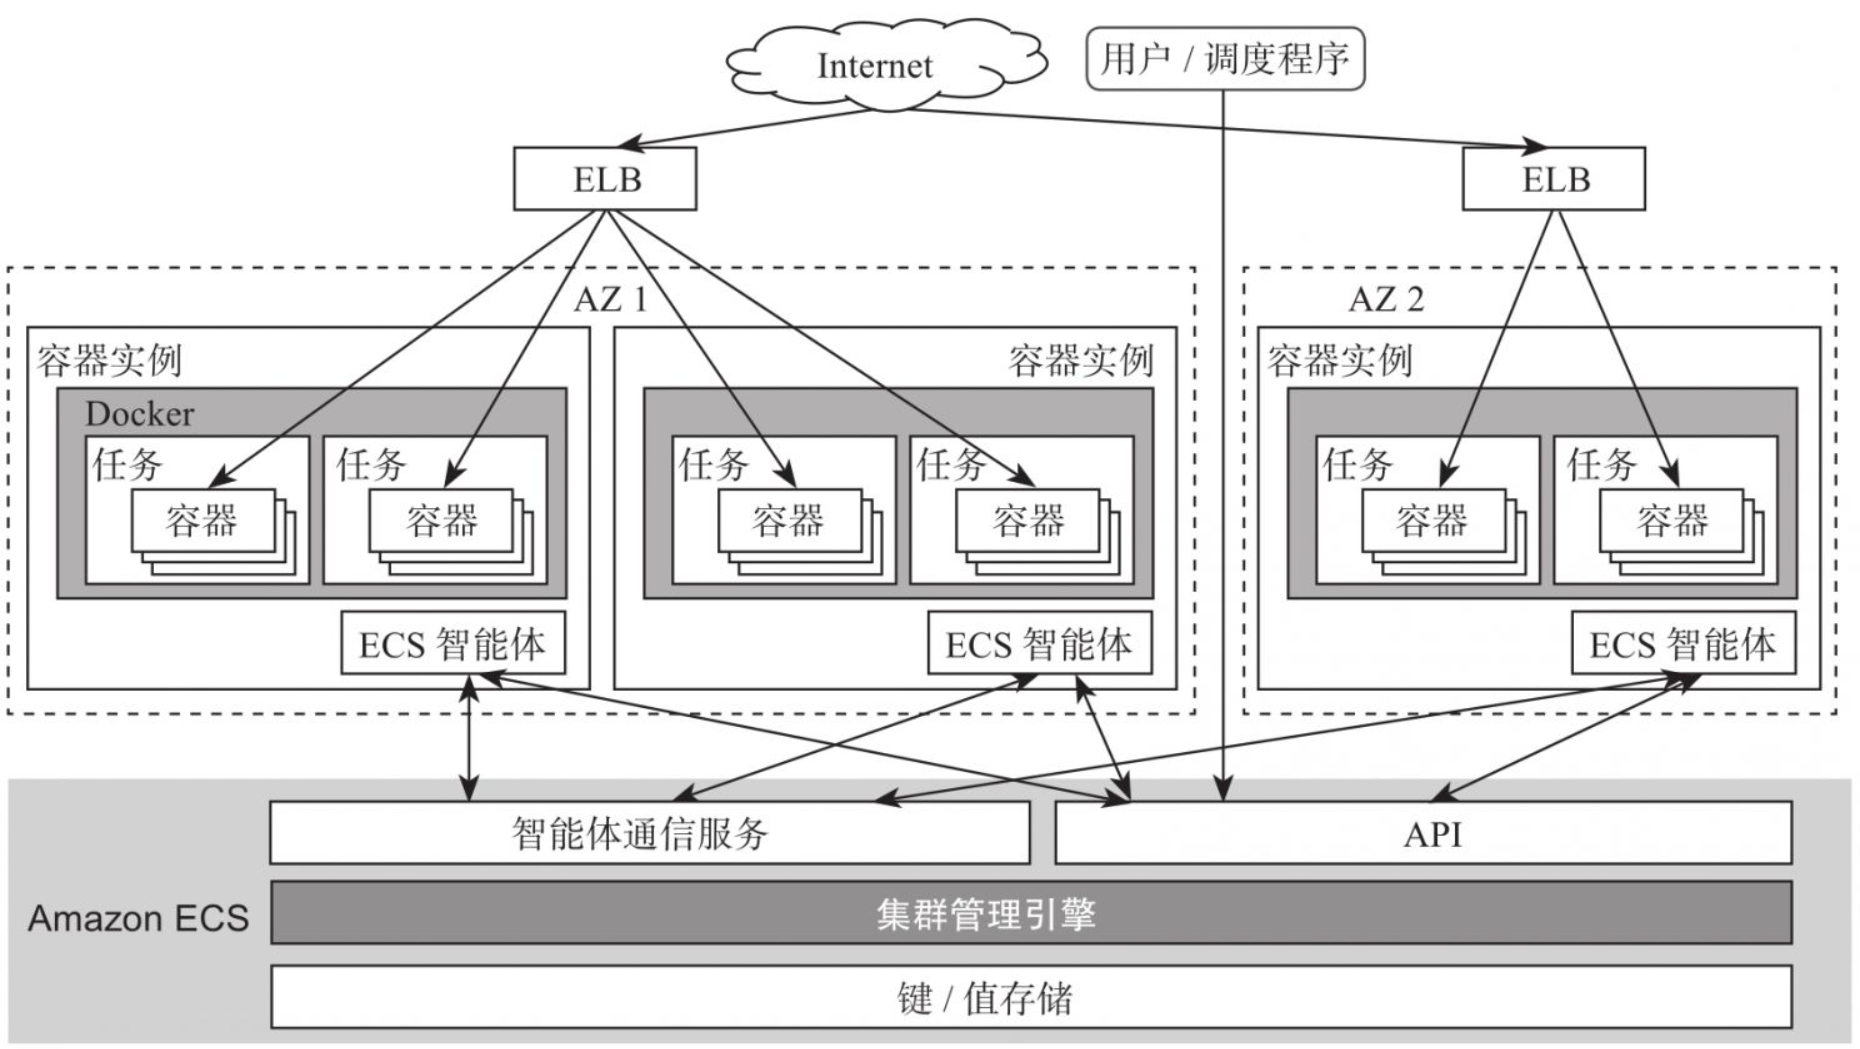 Internet
用户 / 调度程序
ELB
ELB
AZ 1
AZ 2
容器实例
容器实例
容器实例
Docker
任务
任务
任务
任务
任务
任务
容器
容器
容器
容器
容器
容器
ECS 智能体
ECS 智能体
ECS 智能体
智能体通信服务
API
Amazon ECS
集群管理引擎
键 / 值存储